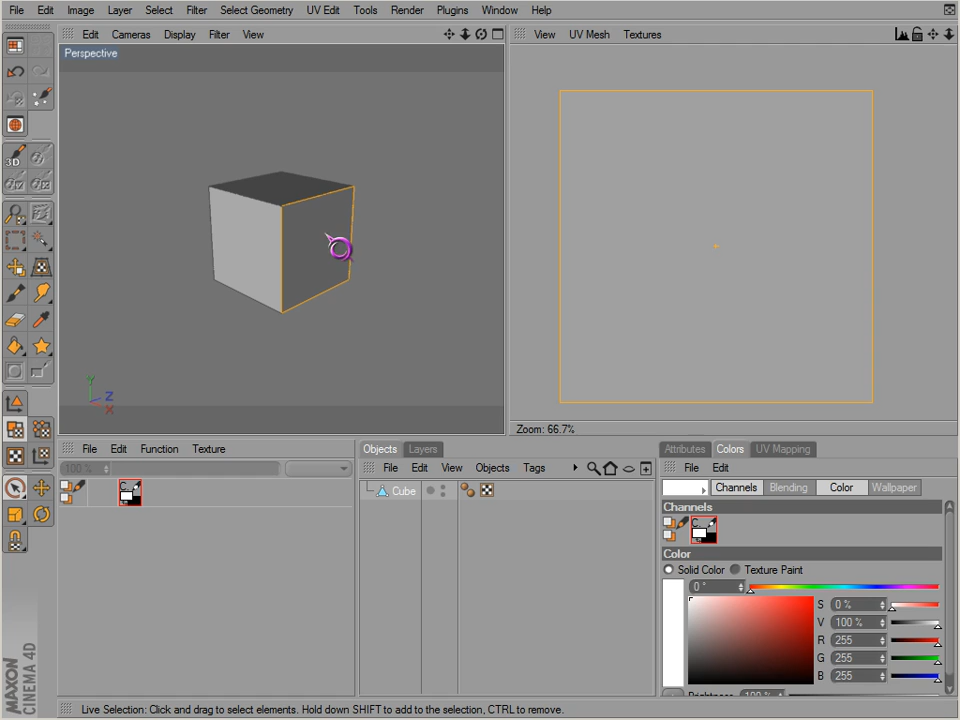 File Edit Image Layer Select Filter Select Geometry UV Edit Tools Render Plugins Window Help
Edit Cameras Display Filter View
View UV Mesh Textures
Perspective
3D
Y
Z
X
Zoom: 66.7%
File Edit Function Texture
100 %
Objects Layers
File Edit View Objects Tags
Cube
Attributes Colors UV Mapping
File Edit
Channels Blending Color Wallpaper
Channels
Color
Solid Color Texture Paint
0 °
S 0 %
V 100 %
R 255
G 255
B 255
Brightness 100 %
MAXON
CINEMA 4D
Live Selection: Click and drag to select elements. Hold down SHIFT to add to the selection, CTRL to remove.